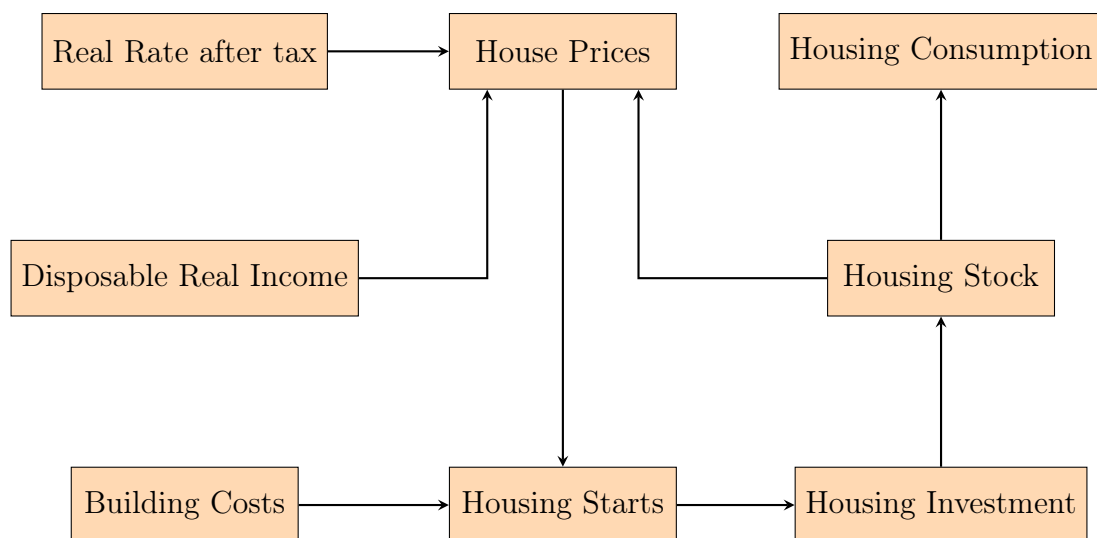 Real Rate after tax
House Prices
Housing Consumption
Disposable Real Income
Housing Stock
Building Costs
Housing Starts
Housing Investment